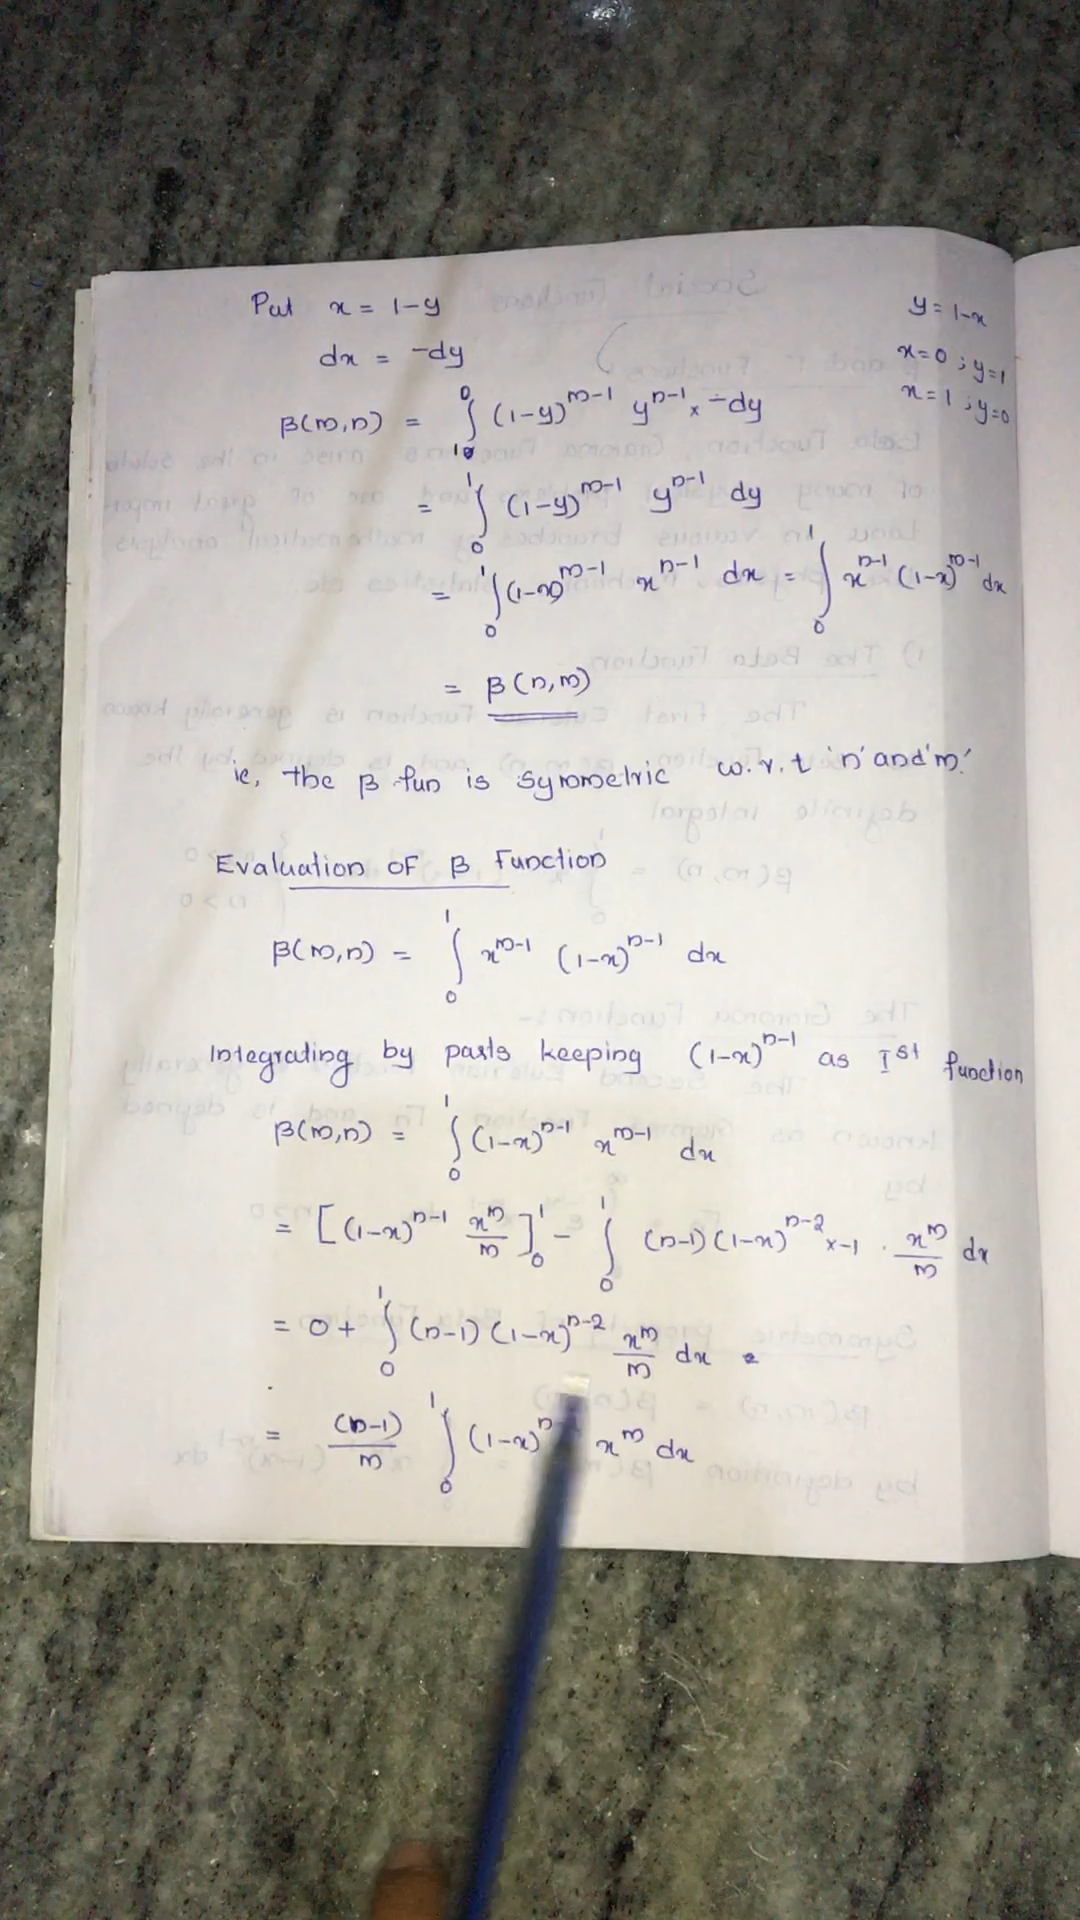 Put x = 1-y
y = 1-x
dx = -dy
x=0 ; y=1
x=1 ; y=0
β(m,n) = ∫₁⁰ (1-y)^{m-1} y^{n-1} × -dy
= ∫₀¹ (1-y)^{m-1} y^{n-1} dy
= ∫₀¹ (1-x)^{m-1} x^{n-1} dx = ∫₀¹ x^{n-1} (1-x)^{m-1} dx
= β(n,m)
ie, the β fun is symmetric w.r.t 'n' and 'm'.
Evaluation OF β Function
β(m,n) = ∫₀¹ x^{m-1} (1-x)^{n-1} dx
Integrating by parts keeping (1-x)^{n-1} as Ist function
β(m,n) = ∫₀¹ (1-x)^{n-1} x^{m-1} dx
= [(1-x)^{n-1} x^m/m]₀¹ - ∫₀¹ (n-1) (1-x)^{n-2} x-1 . x^m/m dx
= 0 + ∫₀¹ (n-1) (1-x)^{n-2} x^m/m dx
= (n-1)/m ∫₀¹ (1-x)^n x^m dx